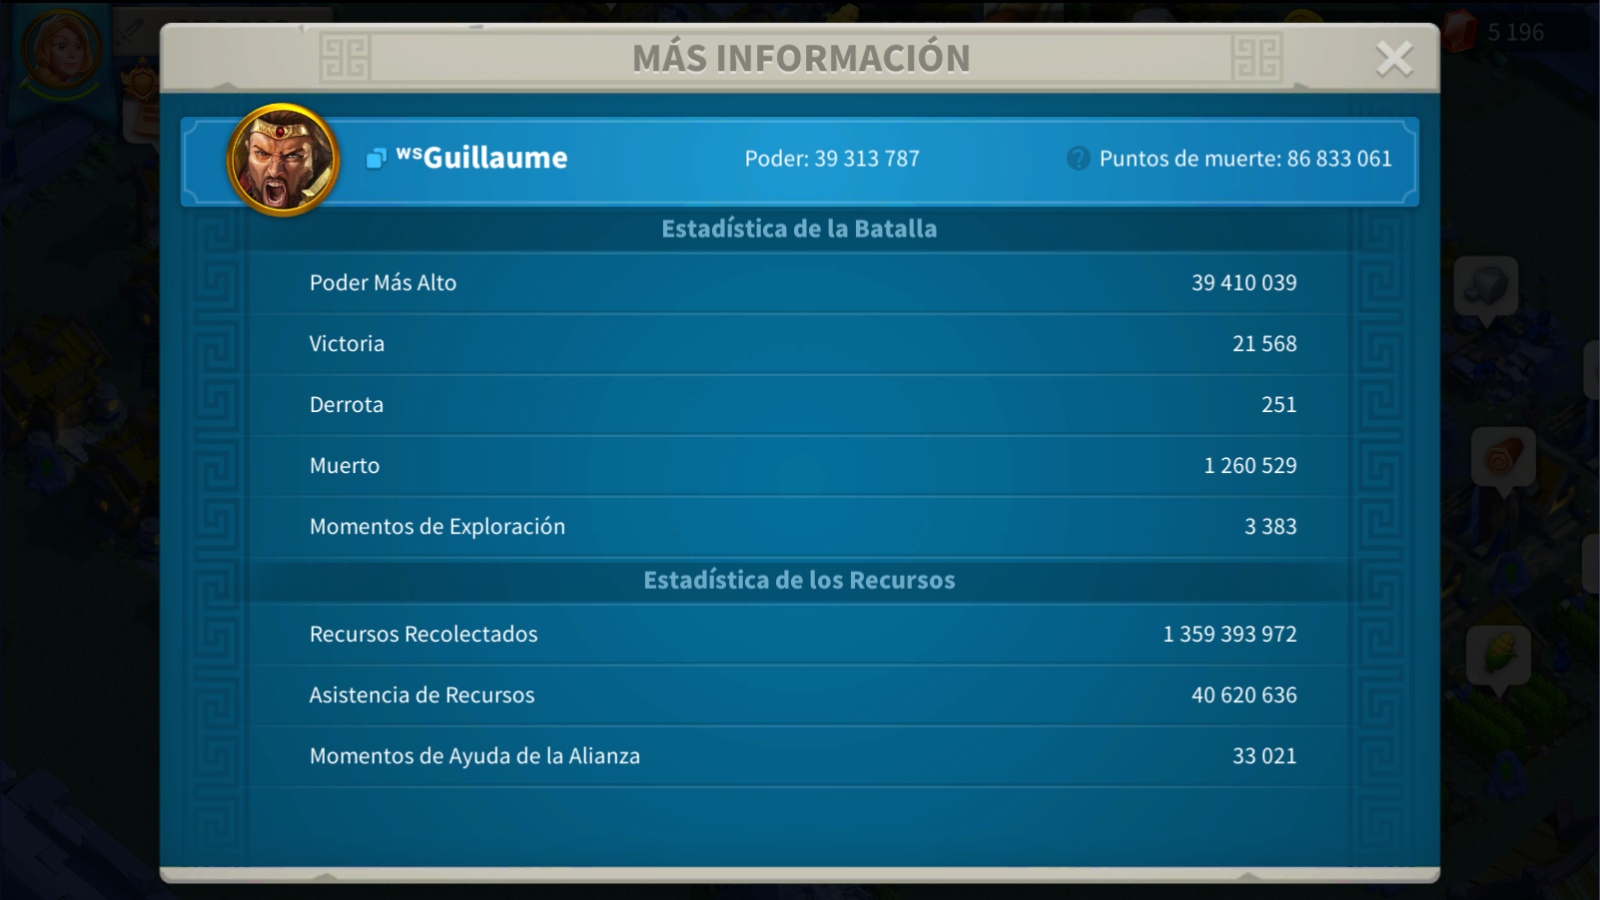 5 196
MÁS INFORMACIÓN
ᵂˢGuillaume
Poder: 39 313 787
? Puntos de muerte: 86 833 061
Estadística de la Batalla
Poder Más Alto 39 410 039
Victoria 21 568
Derrota 251
Muerto 1 260 529
Momentos de Exploración 3 383
Estadística de los Recursos
Recursos Recolectados 1 359 393 972
Asistencia de Recursos 40 620 636
Momentos de Ayuda de la Alianza 33 021